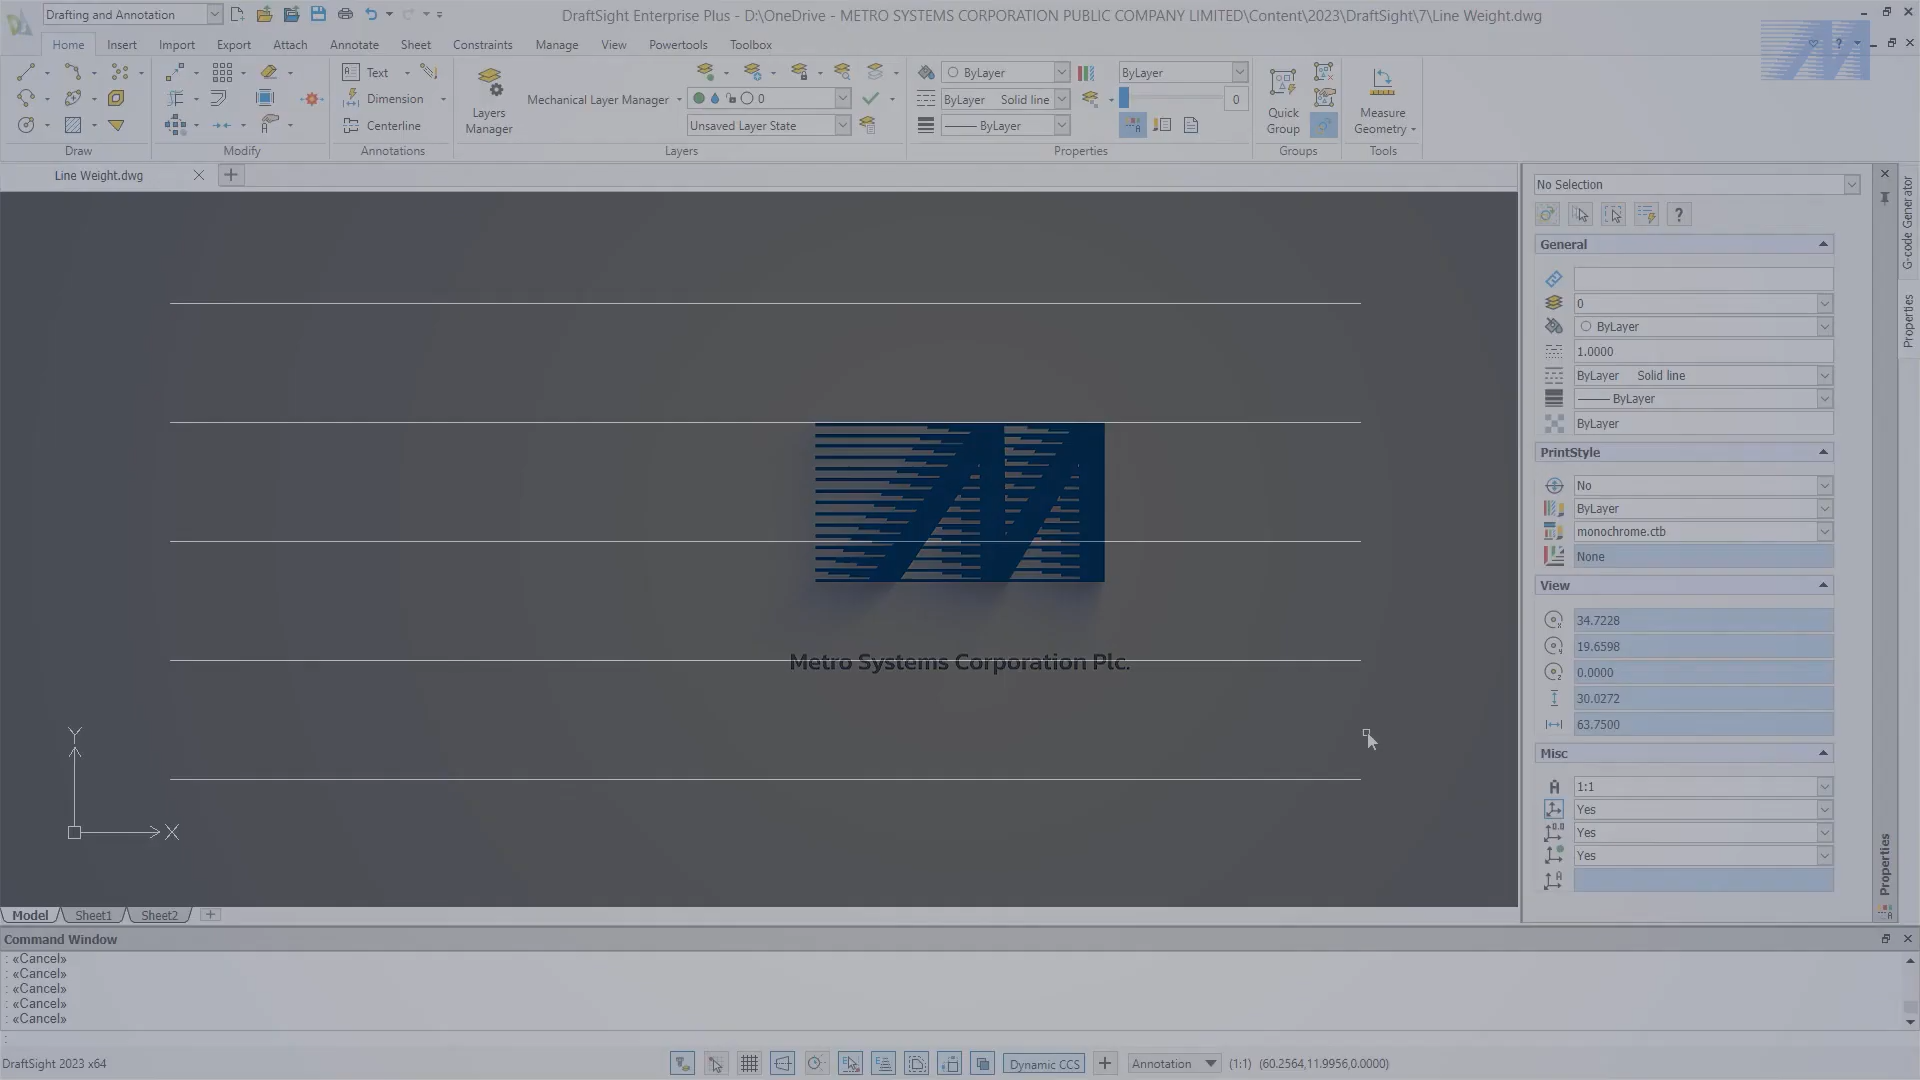 Drafting and Annotation
DraftSight Enterprise Plus - D:\OneDrive - METRO SYSTEMS CORPORATION PUBLIC COMPANY LIMITED\Content\2023\DraftSight\7\Line Weight.dwg
Home Insert Import Export Attach Annotate Sheet Constraints Manage View Powertools Toolbox
Text
Dimension
Centerline
Layers
Manager
Mechanical Layer Manager
0
Unsaved Layer State
ByLayer
ByLayer Solid line
ByLayer
ByLayer
0
Quick
Group
Measure
Geometry
Draw Modify Annotations Layers Properties Groups Tools
Line Weight.dwg
No Selection
?
General
0
ByLayer
1.0000
ByLayer Solid line
ByLayer
ByLayer
PrintStyle
No
ByLayer
monochrome.ctb
None
View
34.7228
19.6598
0.0000
30.0272
63.7500
Misc
1:1
Yes
Yes
Yes
G-code Generator
Properties
Properties
Metro Systems Corporation Plc.
Y
X
Model Sheet1 Sheet2
Command Window
: «Cancel»
: «Cancel»
: «Cancel»
: «Cancel»
: «Cancel»
:
DraftSight 2023 x64
Dynamic CCS
Annotation
(1:1) (60.2564,11.9956,0.0000)